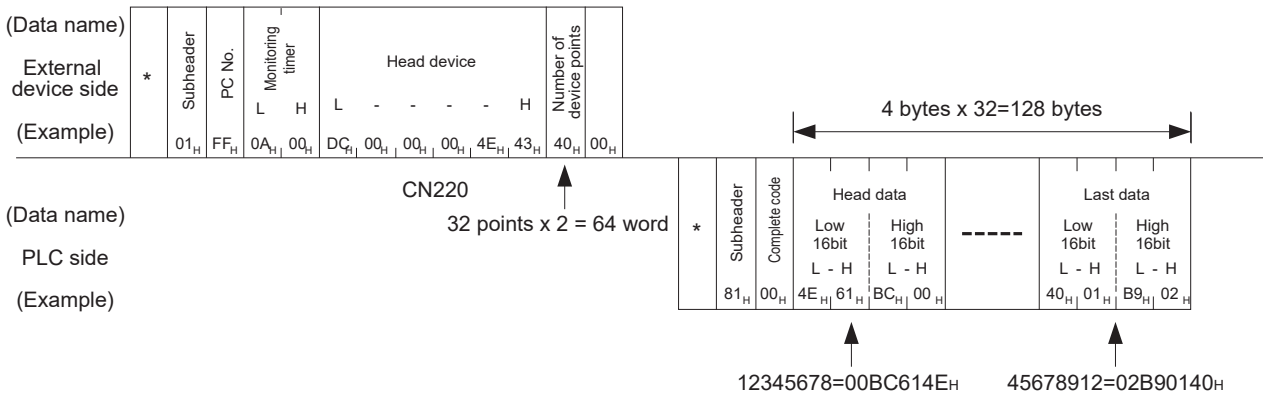 (Data name)
External
device side
(Example)
*
Subheader
PC No.
Monitoring
timer
L H
Head device
L - - - - H
Number of
device points
01H FFH 0AH 00H DCH 00H 00H 00H 4EH 43H 40H 00H
4 bytes x 32=128 bytes
CN220
32 points x 2 = 64 word
(Data name)
PLC side
(Example)
*
Subheader
Complete code
Head data
Low
16bit
High
16bit
L - H L - H
Last data
Low
16bit
High
16bit
L - H L - H
81H 00H 4EH 61H BCH 00H 40H 01H B9H 02H
12345678=00BC614EH 45678912=02B90140H